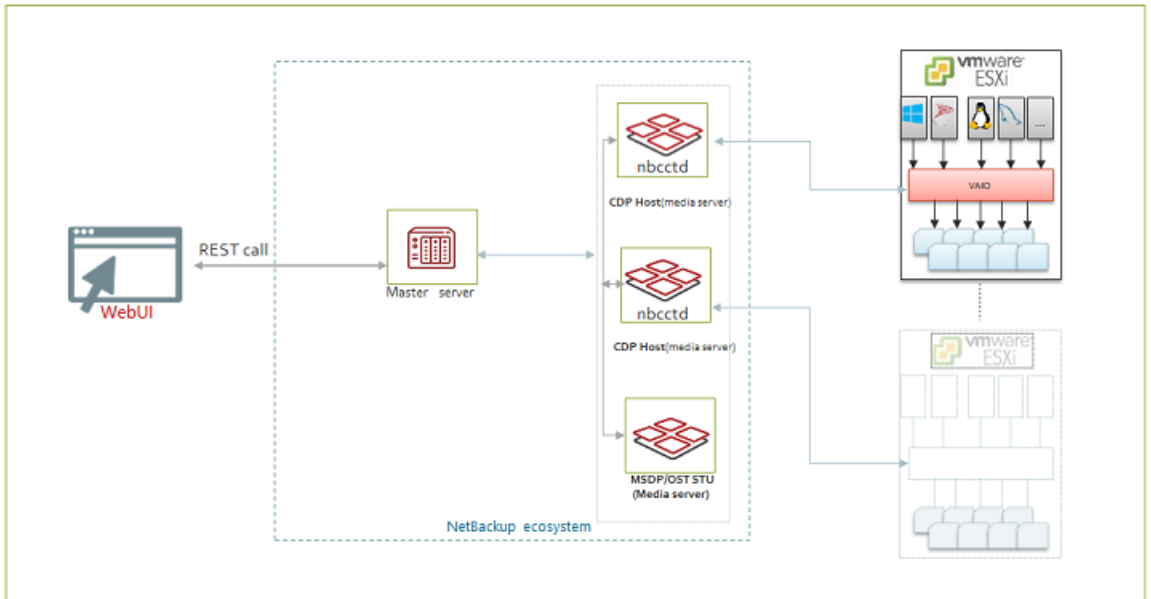 vmware
ESXi
...
nbcctd
VAIO
CDP Host(media server)
REST call
Master server
WebUI
nbcctd
CDP Host(media server)
vmware
ESXi
MSDP/OST STU
(Media server)
NetBackup ecosystem